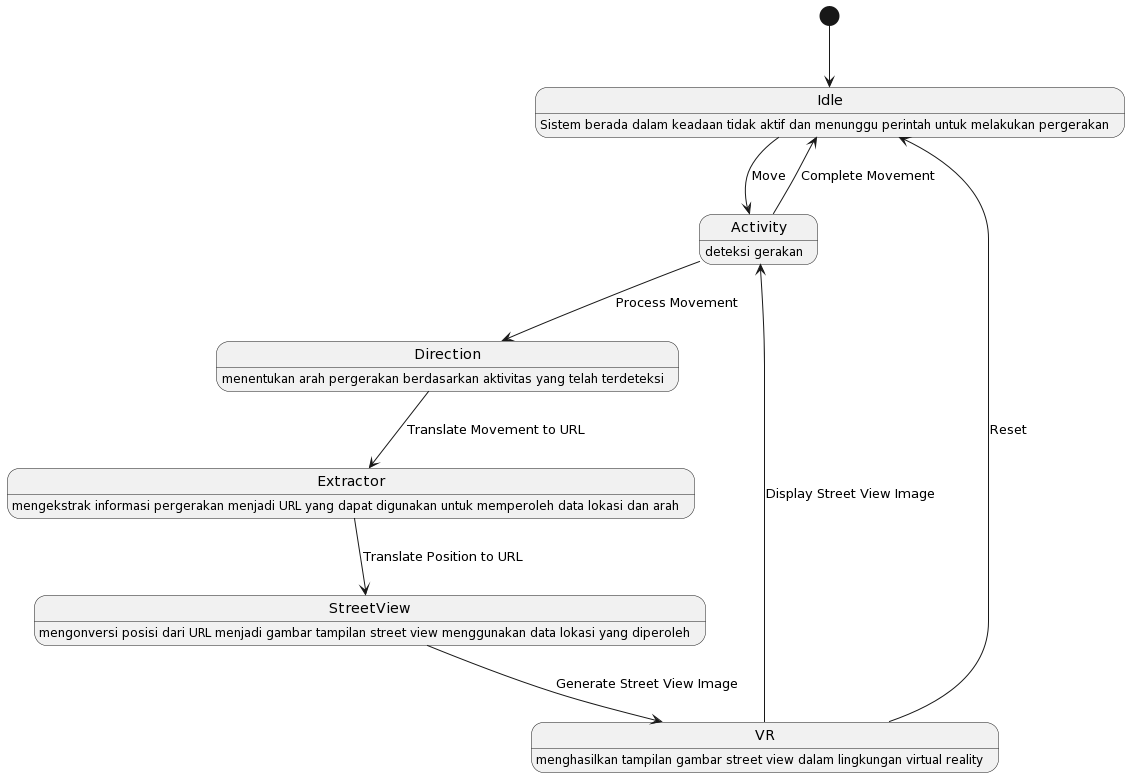 Idle
Sistem berada dalam keadaan tidak aktif dan menunggu perintah untuk melakukan pergerakan
Move
Complete Movement
Activity
deteksi gerakan
Process Movement
Direction
menentukan arah pergerakan berdasarkan aktivitas yang telah terdeteksi
Translate Movement to URL
Reset
Extractor
mengekstrak informasi pergerakan menjadi URL yang dapat digunakan untuk memperoleh data lokasi dan arah
Display Street View Image
Translate Position to URL
StreetView
mengonversi posisi dari URL menjadi gambar tampilan street view menggunakan data lokasi yang diperoleh
Generate Street View Image
VR
menghasilkan tampilan gambar street view dalam lingkungan virtual reality